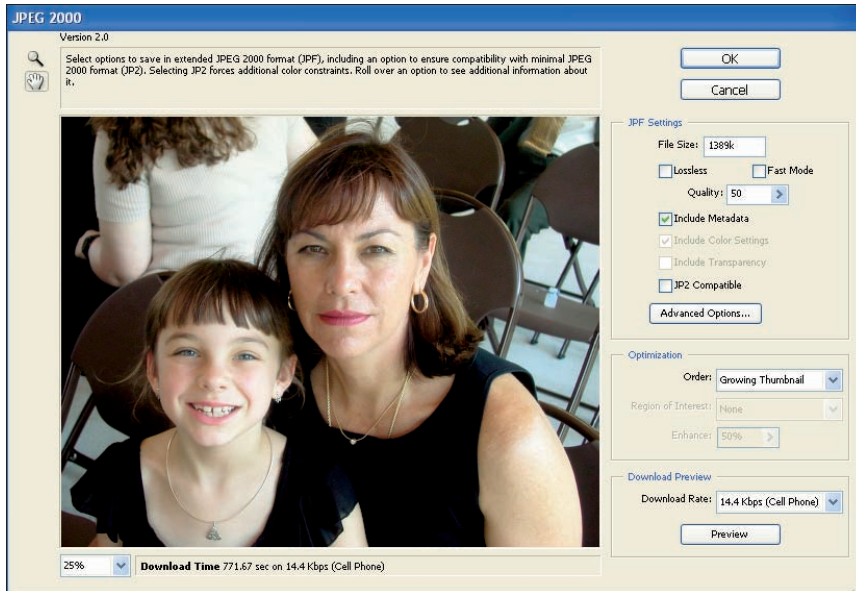 JPEG 2000
Version 2.0
Select options to save in extended JPEG 2000 format (JPF), including an option to ensure compatibility with minimal JPEG
2000 format (JP2). Selecting JP2 forces additional color constraints. Roll over an option to see additional information about
it.
OK
Cancel
JPF Settings
File Size: 1389k
Lossless Fast Mode
Quality: 50
Include Metadata
Include Color Settings
Include Transparency
JP2 Compatible
Advanced Options...
Optimization
Order: Growing Thumbnail
Region of Interest: None
Enhance: 50%
Download Preview
Download Rate: 14.4 Kbps (Cell Phone)
Preview
25%
Download Time 771.67 sec on 14.4 Kbps (Cell Phone)